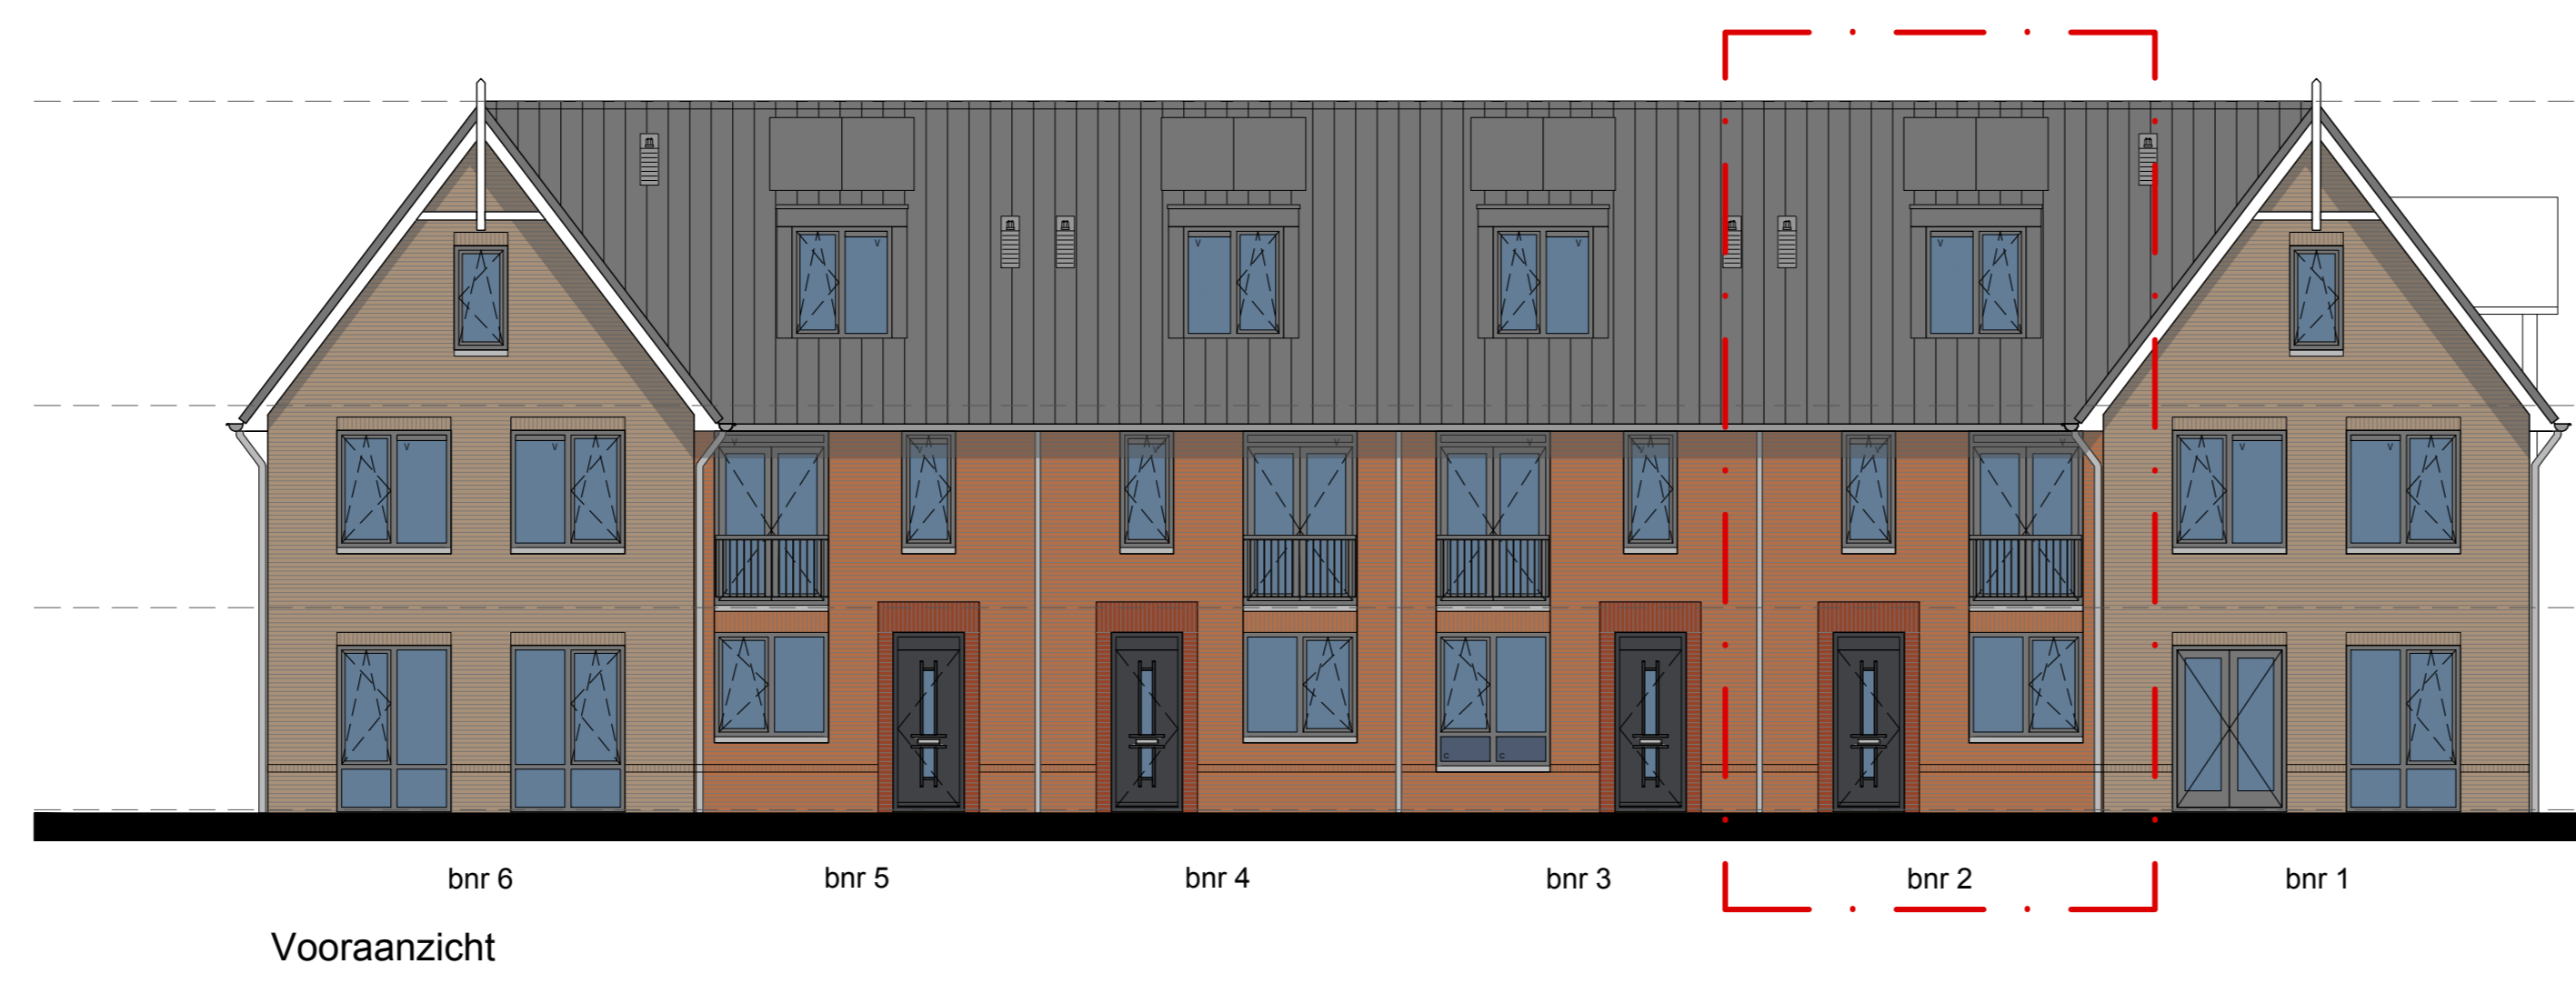 V V V V
V V V V V V V V V V V V
C C
bnr 6 bnr 5 bnr 4 bnr 3 bnr 2 bnr 1
Vooraanzicht